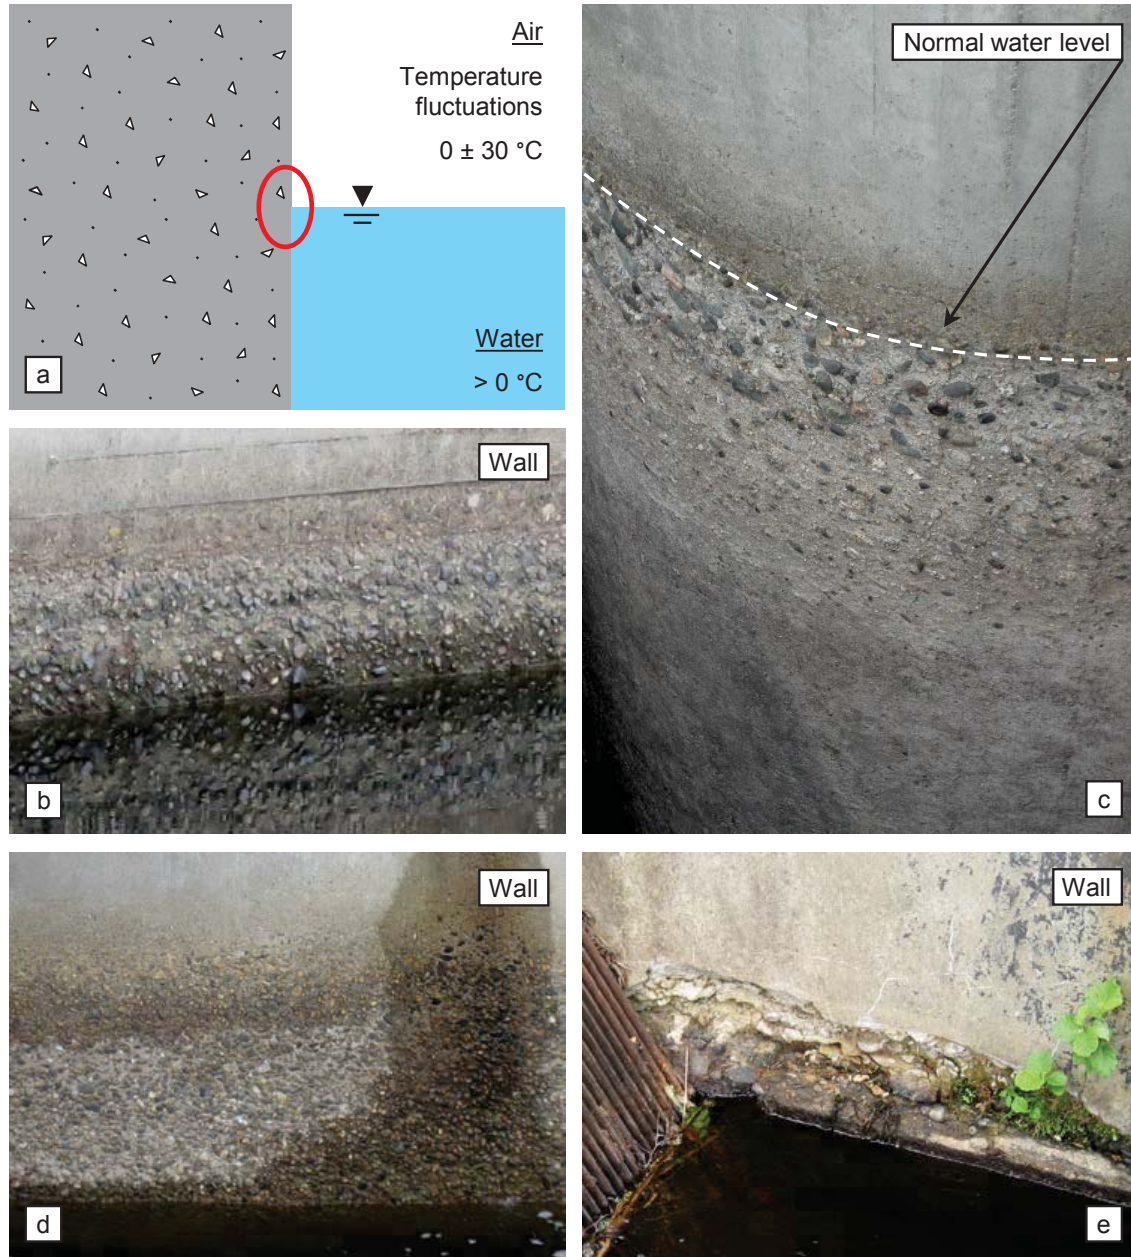 Air
Temperature
fluctuations
0 ± 30 °C
Water
> 0 °C
a
Normal water level
c
Wall
b
Wall
d
Wall
e